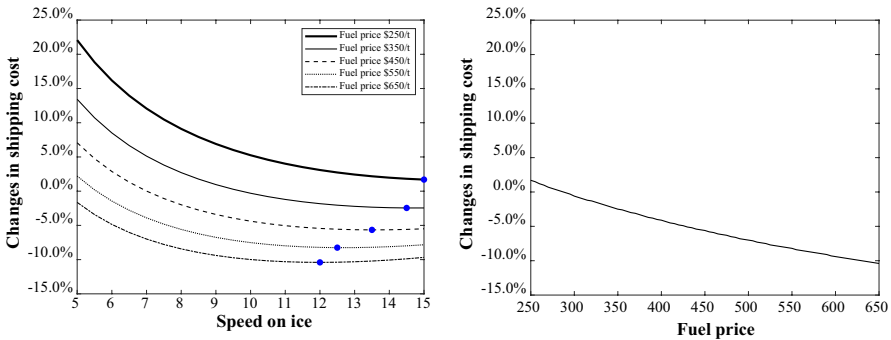 25.0%
20.0%
15.0%
10.0%
5.0%
0.0%
-5.0%
-10.0%
-15.0%
Changes in shipping cost
Fuel price $250/t
Fuel price $350/t
Fuel price $450/t
Fuel price $550/t
Fuel price $650/t
5 6 7 8 9 10 11 12 13 14 15
Speed on ice
25.0%
20.0%
15.0%
10.0%
5.0%
0.0%
-5.0%
-10.0%
-15.0%
Changes in shipping cost
250 300 350 400 450 500 550 600 650
Fuel price